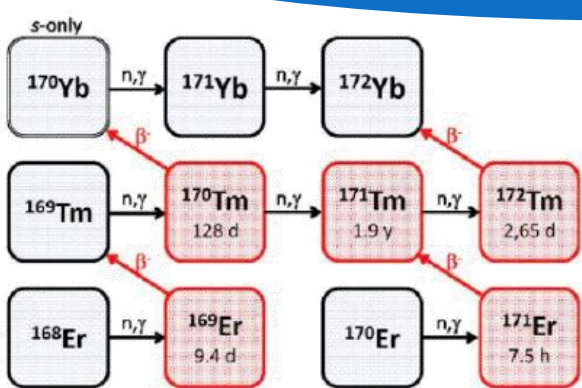 s-only
¹⁷⁰Yb n,γ ¹⁷¹Yb n,γ ¹⁷²Yb
β⁻ β⁻
¹⁶⁹Tm n,γ ¹⁷⁰Tm n,γ ¹⁷¹Tm n,γ ¹⁷²Tm
128 d 1.9 y 2,65 d
β⁻ β⁻
¹⁶⁸Er n,γ ¹⁶⁹Er ¹⁷⁰Er n,γ ¹⁷¹Er
9.4 d 7.5 h